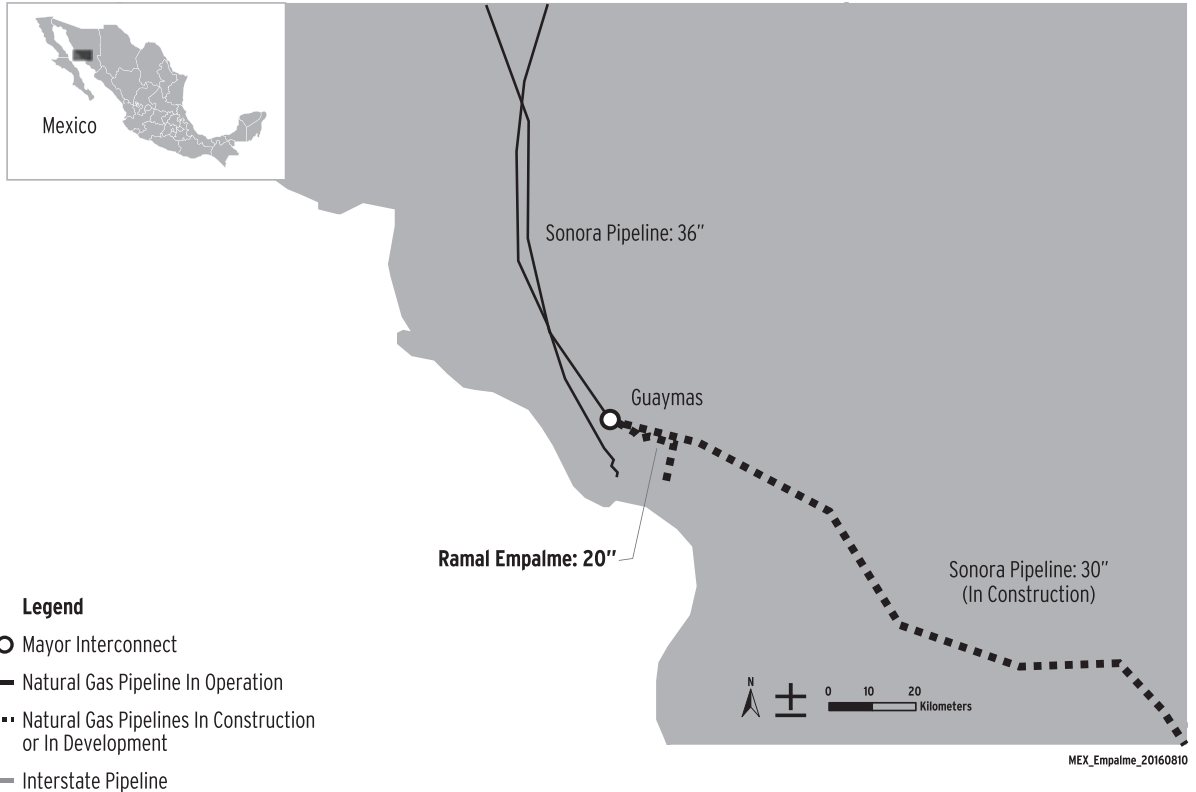 Mexico
Sonora Pipeline: 36”
Guaymas
Ramal Empalme: 20”
Sonora Pipeline: 30”
(In Construction)
Legend
Mayor Interconnect
Natural Gas Pipeline In Operation
Natural Gas Pipelines In Construction
or In Development
Interstate Pipeline
N
0 10 20
Kilometers
MEX_Empalme_20160810